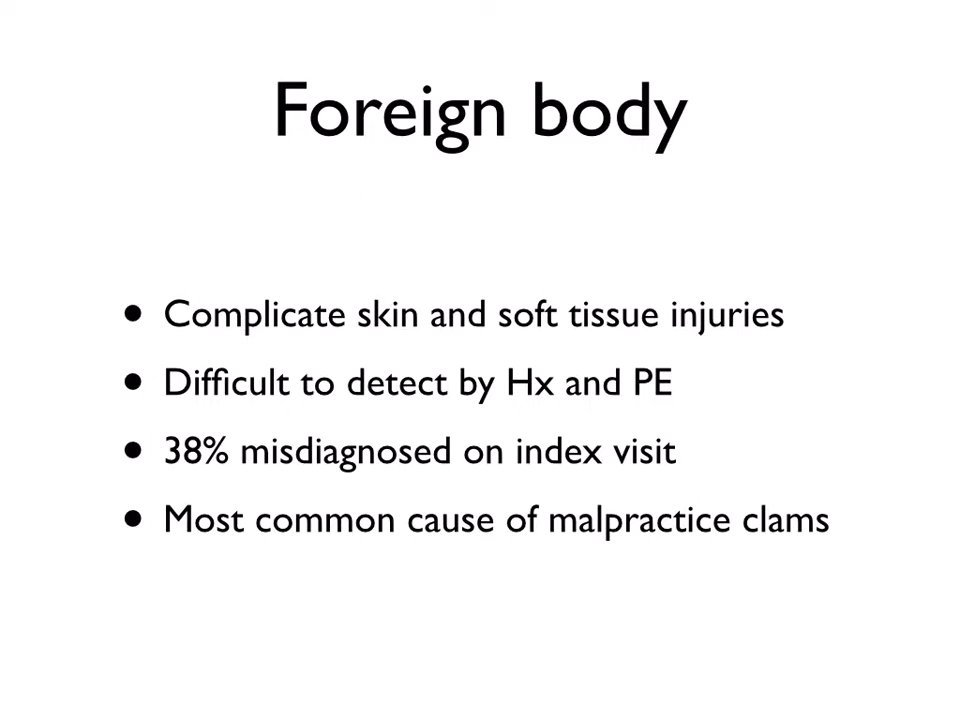 Foreign body
• Complicate skin and soft tissue injuries
• Difficult to detect by Hx and PE
• 38% misdiagnosed on index visit
• Most common cause of malpractice clams